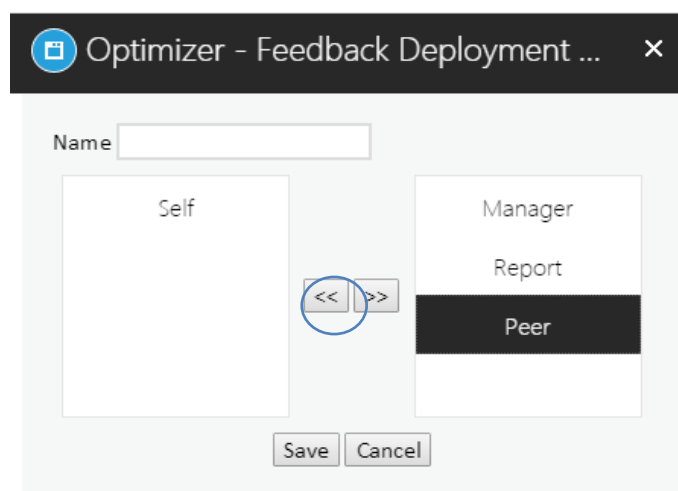 Optimizer - Feedback Deployment ... ×
Name
Self
Manager
Report
<< >>
Peer
Save Cancel